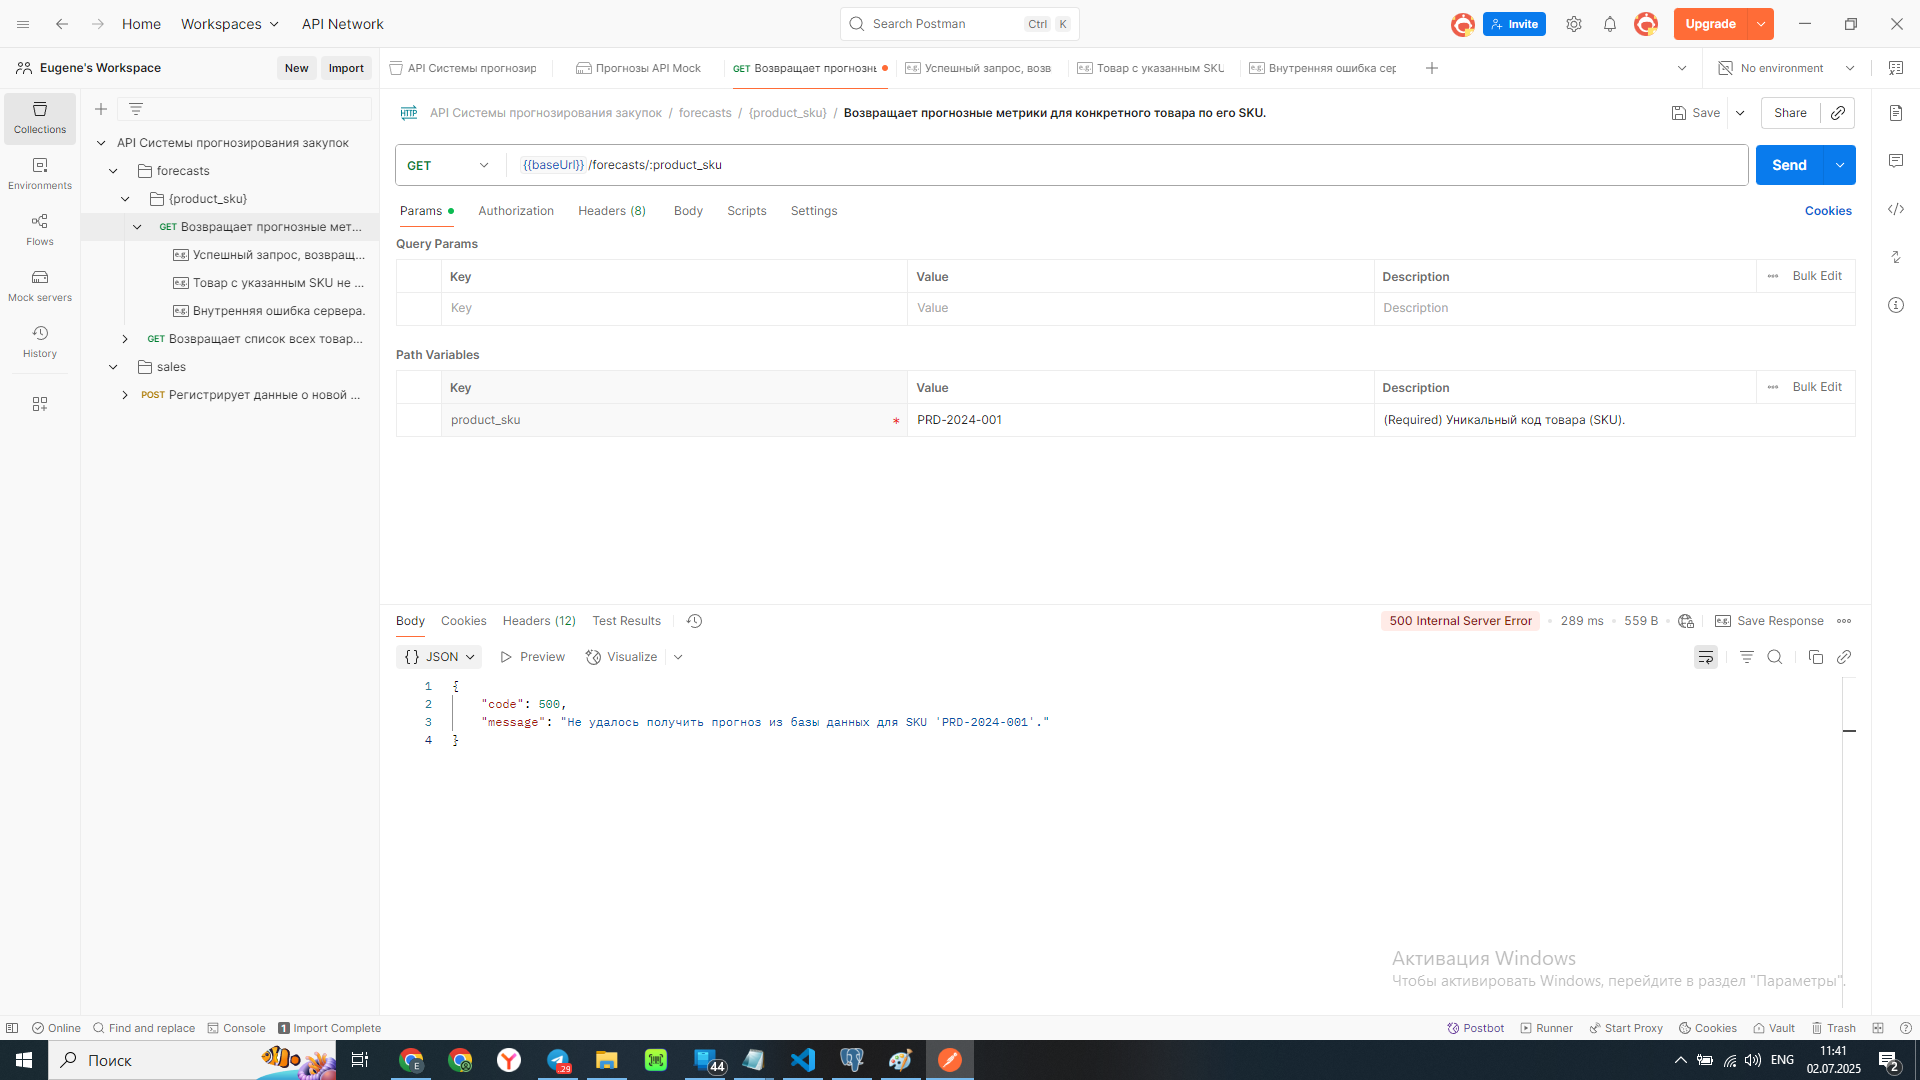 Home Workspaces API Network Search Postman Ctrl K Invite Upgrade
Eugene's Workspace New Import API Системы прогнозир Прогнозы API Mock GET Возвращает прогнозны e.g. Успешный запрос, возв e.g. Товар с указанным SKU e.g. Внутренняя ошибка сер No environment
Collections
Environments
Flows
Mock servers
History
API Системы прогнозирования закупок
forecasts
{product_sku}
GET Возвращает прогнозные мет...
e.g. Успешный запрос, возвращ...
e.g. Товар с указанным SKU не ...
e.g. Внутренняя ошибка сервера.
GET Возвращает список всех товар...
sales
POST Регистрирует данные о новой ...
HTTP API Системы прогнозирования закупок / forecasts / {product_sku} / Возвращает прогнозные метрики для конкретного товара по его SKU. Save Share
GET {{baseUrl}} /forecasts/:product_sku Send
Params Authorization Headers (8) Body Scripts Settings Cookies
Query Params
Key Value Description Bulk Edit
Key Value Description
Path Variables
Key Value Description Bulk Edit
product_sku * PRD-2024-001 (Required) Уникальный код товара (SKU).
Body Cookies Headers (12) Test Results 500 Internal Server Error 289 ms 559 B e.g. Save Response
{} JSON Preview Visualize
1 {
2 "code": 500,
3 "message": "Не удалось получить прогноз из базы данных для SKU 'PRD-2024-001'."
4 }
Активация Windows
Чтобы активировать Windows, перейдите в раздел "Параметры".
Online Find and replace Console 1 Import Complete Postbot Runner Start Proxy Cookies Vault Trash
Поиск E .29 44 ENG 11:41 02.07.2025 2